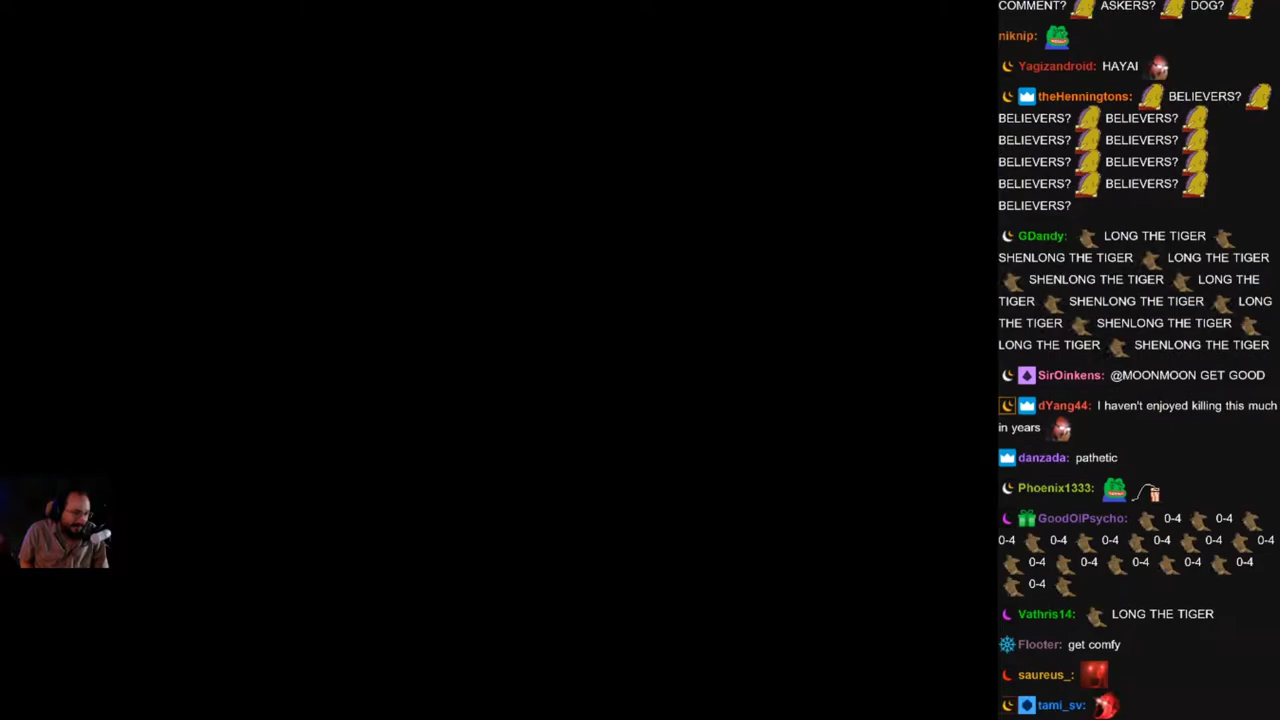 COMMENT? ASKERS? DOG?
niknip:
Yagizandroid: HAYAI
theHenningtons: BELIEVERS?
BELIEVERS? BELIEVERS?
BELIEVERS? BELIEVERS?
BELIEVERS? BELIEVERS?
BELIEVERS? BELIEVERS?
BELIEVERS?
GDandy: LONG THE TIGER
SHENLONG THE TIGER LONG THE TIGER
SHENLONG THE TIGER LONG THE
TIGER SHENLONG THE TIGER LONG
THE TIGER SHENLONG THE TIGER
LONG THE TIGER SHENLONG THE TIGER
SirOinkens: @MOONMOON GET GOOD
dYang44: I haven't enjoyed killing this much
in years
danzada: pathetic
Phoenix1333:
GoodOlPsycho: 0-4 0-4
0-4 0-4 0-4 0-4 0-4 0-4
0-4 0-4 0-4 0-4 0-4
0-4
Vathris14: LONG THE TIGER
Flooter: get comfy
saureus_:
tami_sv: